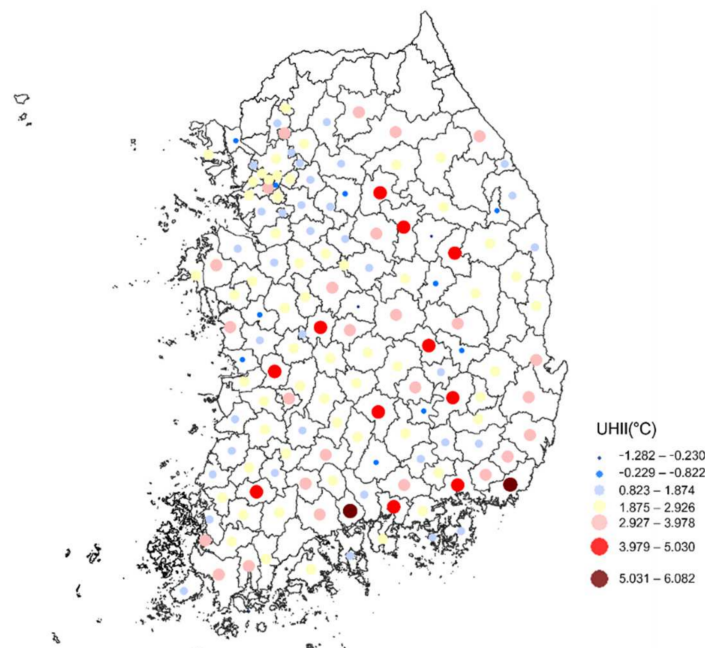 UHII(°C)
-1.282 – -0.230
-0.229 – -0.822
0.823 – 1.874
1.875 – 2.926
2.927 – 3.978
3.979 – 5.030
5.031 – 6.082